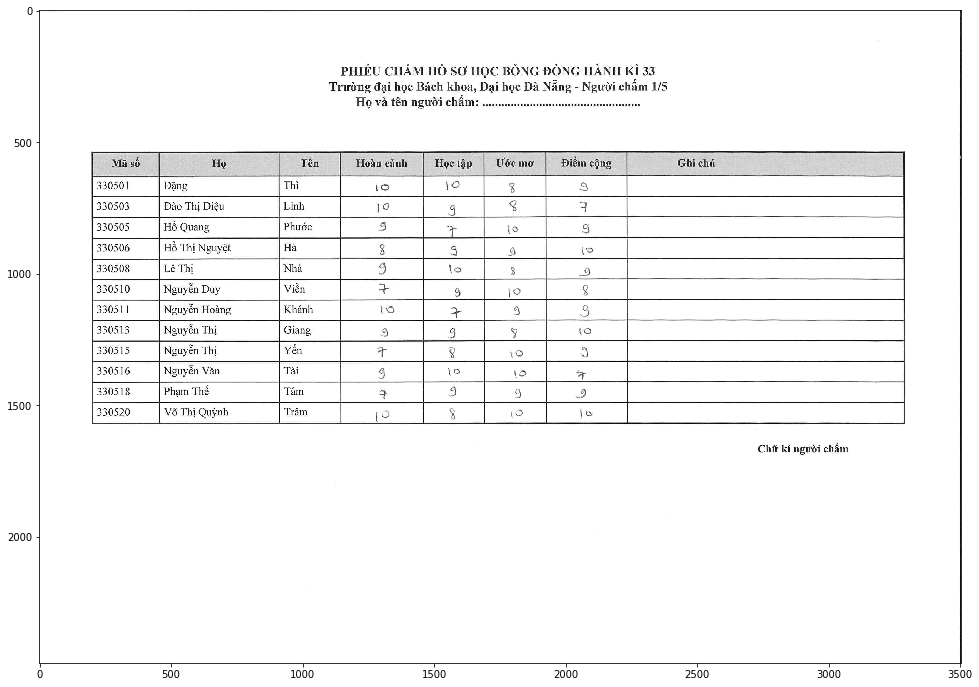 PHIẾU CHẤM HỒ SƠ HỌC BỔNG ĐỒNG HÀNH KÌ 33
Trường đại học Bách khoa, Đại học Đà Nẵng - Người chấm 1/5
Họ và tên người chấm: ..................................................
Mã số Họ Tên Hoàn cảnh Học tập Ước mơ Điểm cộng Ghi chú
330501 Đặng Thì 10 10 8 9
330503 Đào Thị Diệu Linh 10 9 8 7
330505 Hồ Quang Phước 9 7 10 9
330506 Hồ Thị Nguyệt Hà 8 9 9 10
330508 Lê Thị Nhã 9 10 8 9
330510 Nguyễn Duy Viễn 7 9 10 8
330511 Nguyễn Hoàng Khánh 10 7 9 9
330513 Nguyễn Thị Giang 9 9 8 10
330515 Nguyễn Thị Yến 7 8 10 9
330516 Nguyễn Văn Tài 9 10 10 7
330518 Phạm Thế Tâm 7 9 9 9
330520 Võ Thị Quỳnh Trâm 10 8 10 10
Chữ kí người chấm
0
500
1000
1500
2000
0 500 1000 1500 2000 2500 3000 3500